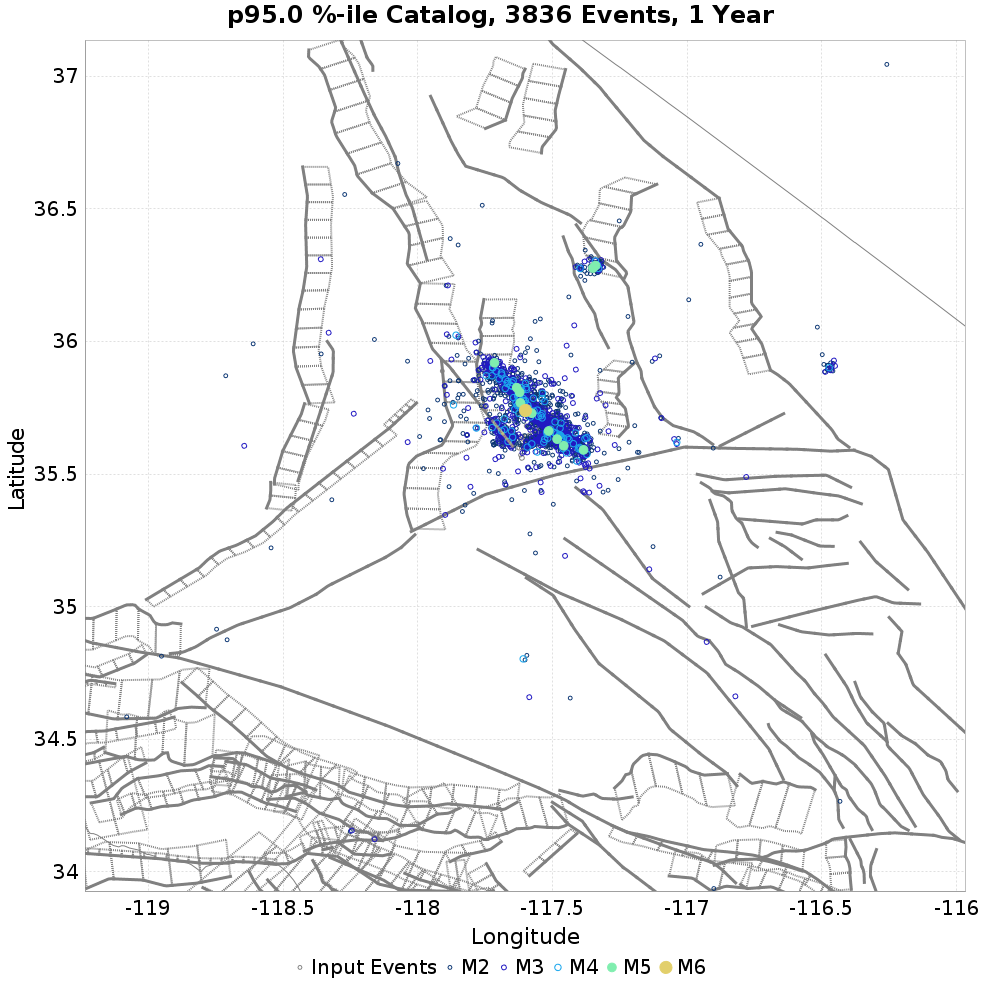 p95.0 %-ile Catalog, 3836 Events, 1 Year
37
36.5
36
35.5
35
34.5
34
Latitude
-119
-118.5
-118
-117.5
-117
-116.5
-116
Longitude
Input Events
M2
M3
M4
M5
M6